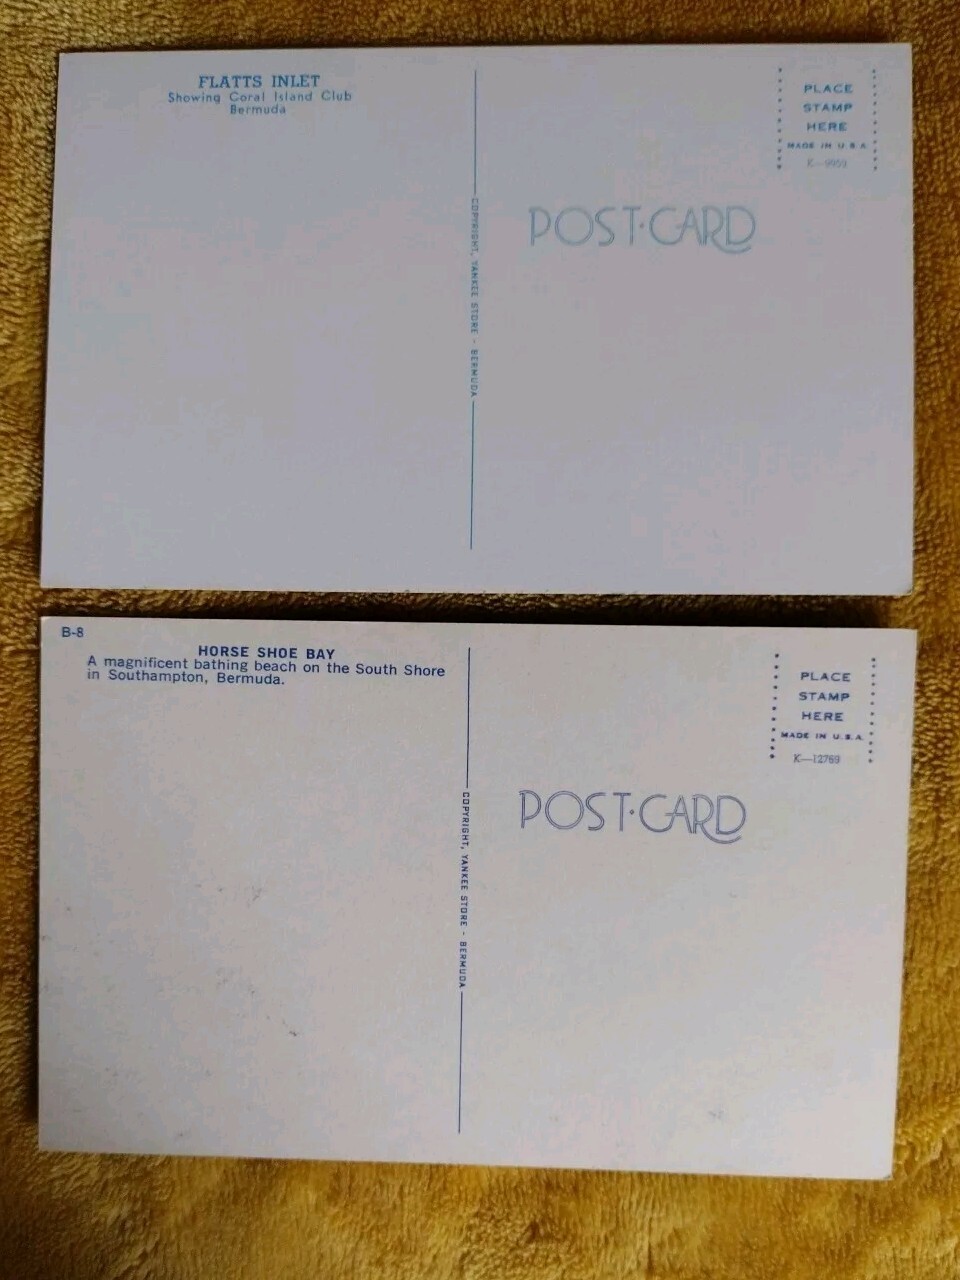 FLATTS INLET
Showing Coral Island Club
Bermuda
COPYRIGHT, YANKEE STORE - BERMUDA
PLACE
STAMP
HERE
MADE IN U.S.A.
K—9959
POST·CARD
B-8
HORSE SHOE BAY
A magnificent bathing beach on the South Shore
in Southampton, Bermuda.
COPYRIGHT, YANKEE STORE - BERMUDA
PLACE
STAMP
HERE
MADE IN U.S.A.
K—12769
POST·CARD